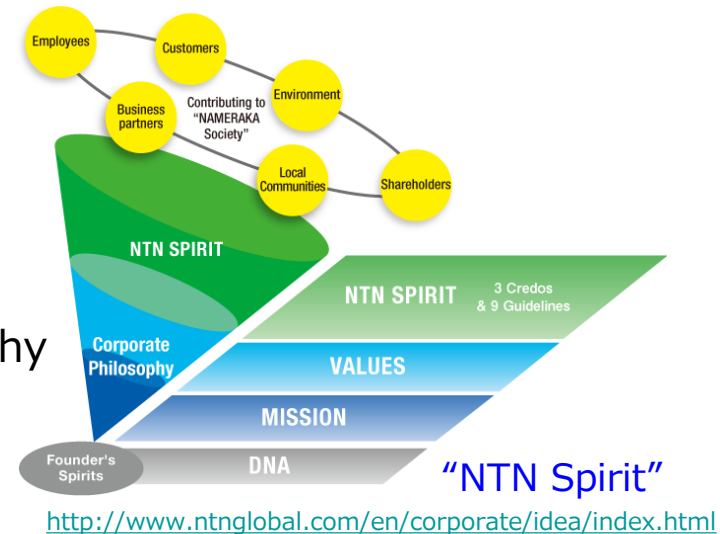 Employees
Customers
Environment
Business
partners
Contributing to
“NAMERAKA
Society”
Local
Communities
Shareholders
NTN SPIRIT
NTN SPIRIT
3 Credos
& 9 Guidelines
hy
Corporate
Philosophy
VALUES
MISSION
Founder's
Spirits
DNA
“NTN Spirit”
http://www.ntnglobal.com/en/corporate/idea/index.html